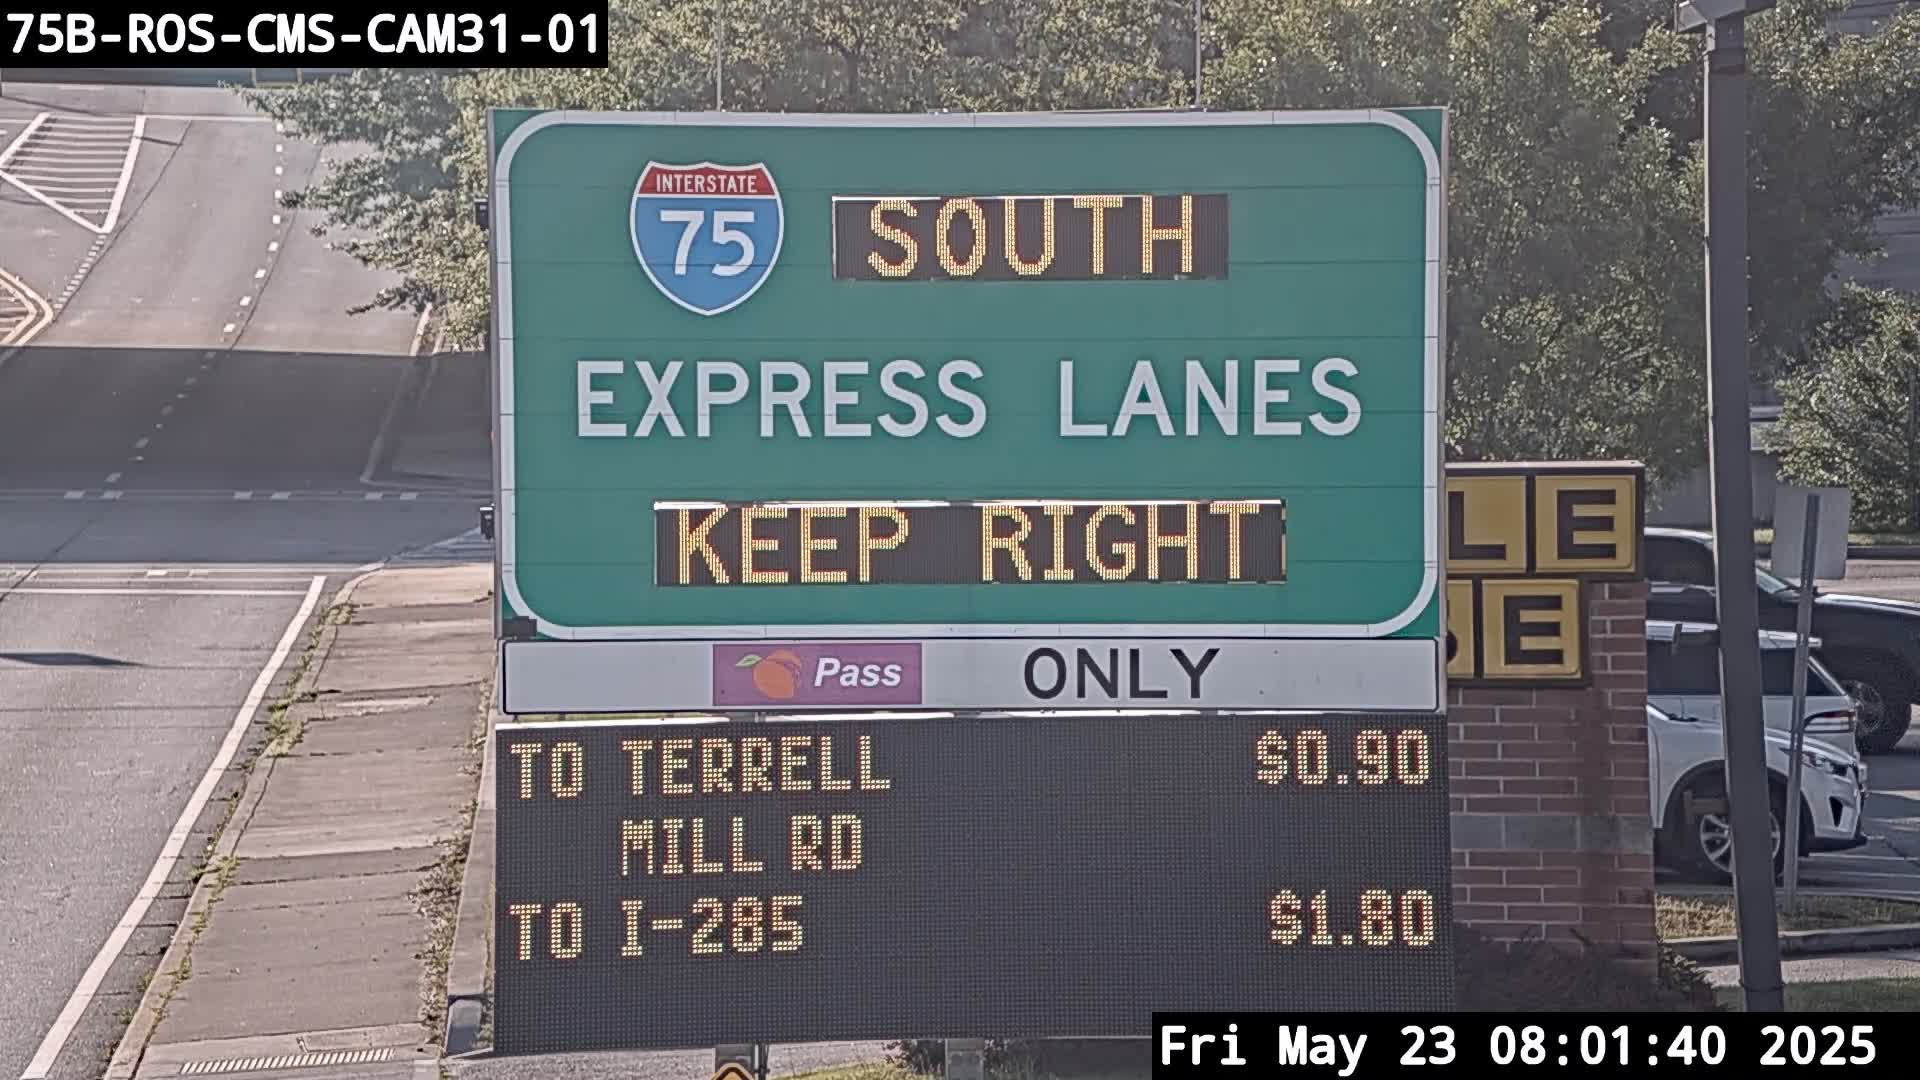 75B-ROS-CMS-CAM31-01
INTERSTATE
75
SOUTH
EXPRESS LANES
KEEP RIGHT
Pass ONLY
TO TERRELL $0.90
MILL RD
TO I-285 $1.80
LE
E
Fri May 23 08:01:40 2025